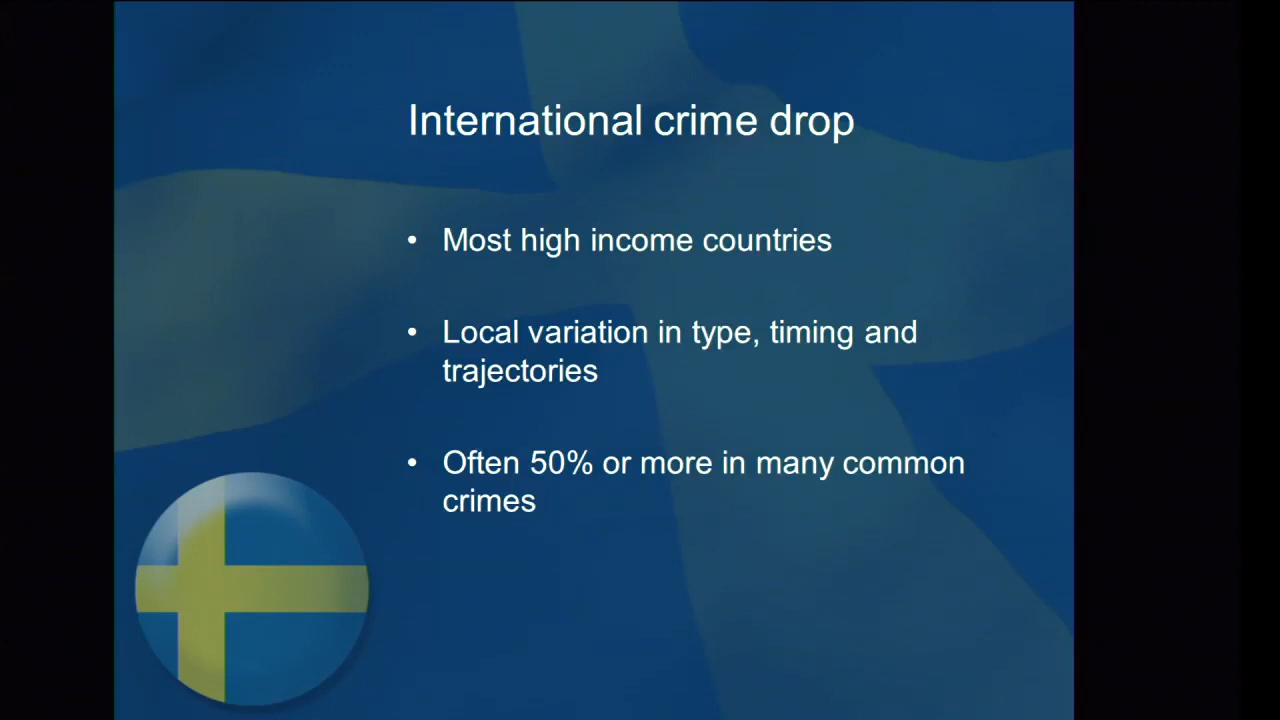 International crime drop
• Most high income countries
• Local variation in type, timing and
trajectories
• Often 50% or more in many common
crimes